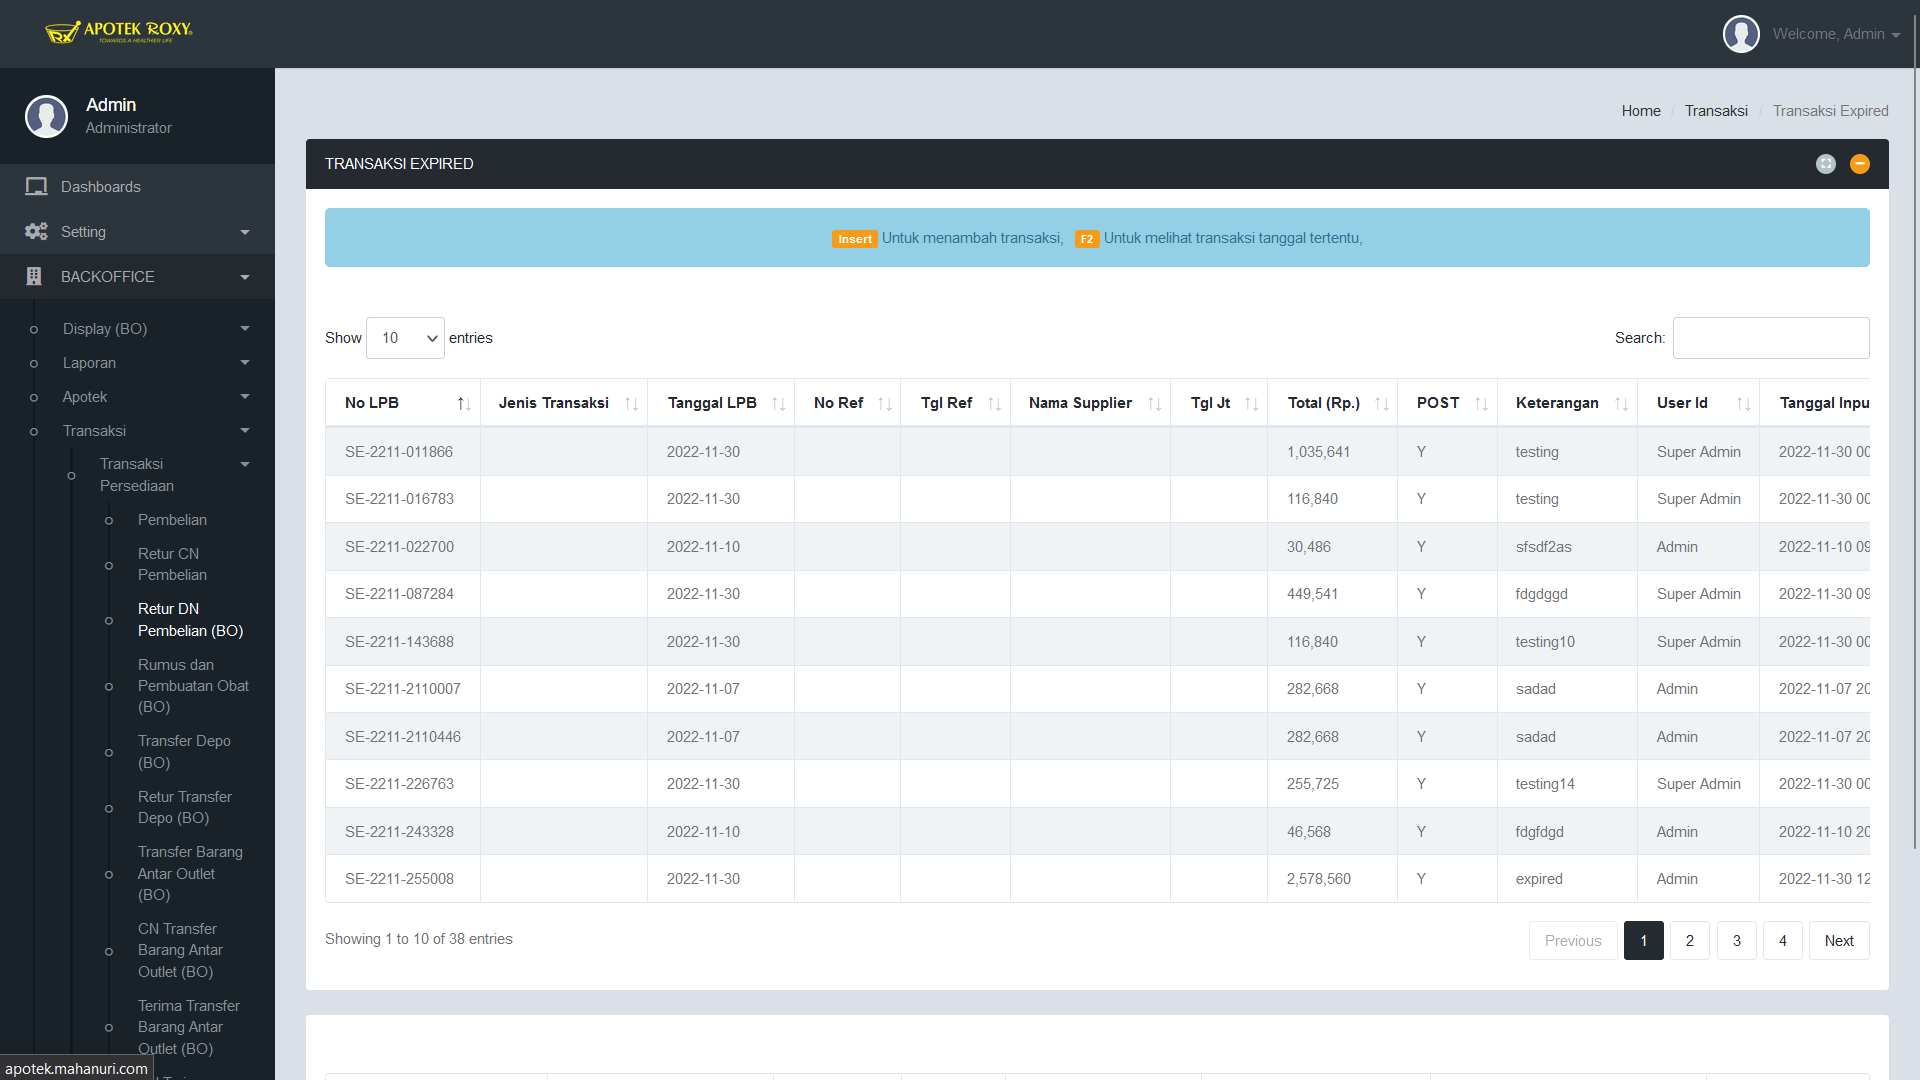 APOTEK ROXY
TOWARDS A HEALTHIER LIFE
Welcome, Admin
Admin
Administrator
Dashboards
Setting
BACKOFFICE
Display (BO)
Laporan
Apotek
Transaksi
Transaksi
Persediaan
Pembelian
Retur CN
Pembelian
Retur DN
Pembelian (BO)
Rumus dan
Pembuatan Obat
(BO)
Transfer Depo
(BO)
Retur Transfer
Depo (BO)
Transfer Barang
Antar Outlet
(BO)
CN Transfer
Barang Antar
Outlet (BO)
Terima Transfer
Barang Antar
Outlet (BO)
apotek.mahanuri.com
Home / Transaksi / Transaksi Expired
TRANSAKSI EXPIRED
Insert Untuk menambah transaksi, F2 Untuk melihat transaksi tanggal tertentu,
Show 10 entries Search:
No LPB Jenis Transaksi Tanggal LPB No Ref Tgl Ref Nama Supplier Tgl Jt Total (Rp.) POST Keterangan User Id Tanggal Inpu
SE-2211-011866 2022-11-30 1,035,641 Y testing Super Admin 2022-11-30 00
SE-2211-016783 2022-11-30 116,840 Y testing Super Admin 2022-11-30 00
SE-2211-022700 2022-11-10 30,486 Y sfsdf2as Admin 2022-11-10 09
SE-2211-087284 2022-11-30 449,541 Y fdgdggd Super Admin 2022-11-30 09
SE-2211-143688 2022-11-30 116,840 Y testing10 Super Admin 2022-11-30 00
SE-2211-2110007 2022-11-07 282,668 Y sadad Admin 2022-11-07 20
SE-2211-2110446 2022-11-07 282,668 Y sadad Admin 2022-11-07 20
SE-2211-226763 2022-11-30 255,725 Y testing14 Super Admin 2022-11-30 00
SE-2211-243328 2022-11-10 46,568 Y fdgfdgd Admin 2022-11-10 20
SE-2211-255008 2022-11-30 2,578,560 Y expired Admin 2022-11-30 12
Showing 1 to 10 of 38 entries
Previous 1 2 3 4 Next